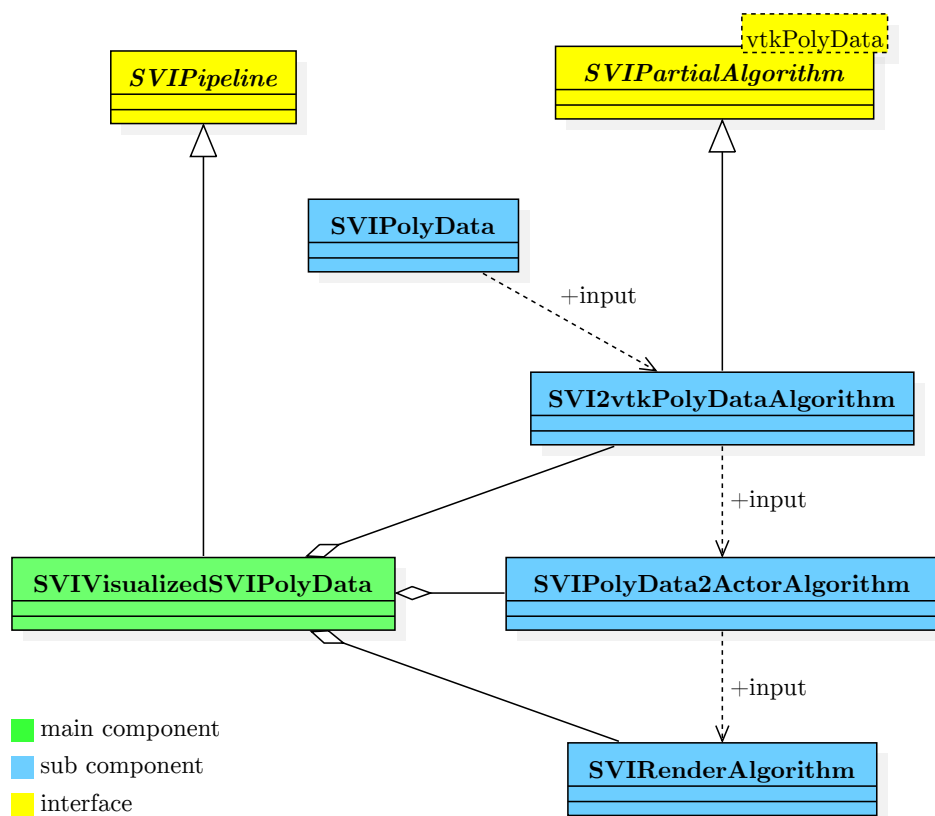 vtkPolyData
SVIPipeline
SVIPartialAlgorithm
SVIPolyData
+input
SVI2vtkPolyDataAlgorithm
+input
SVIVisualizedSVIPolyData
SVIPolyData2ActorAlgorithm
+input
main component
sub component
SVIRenderAlgorithm
interface